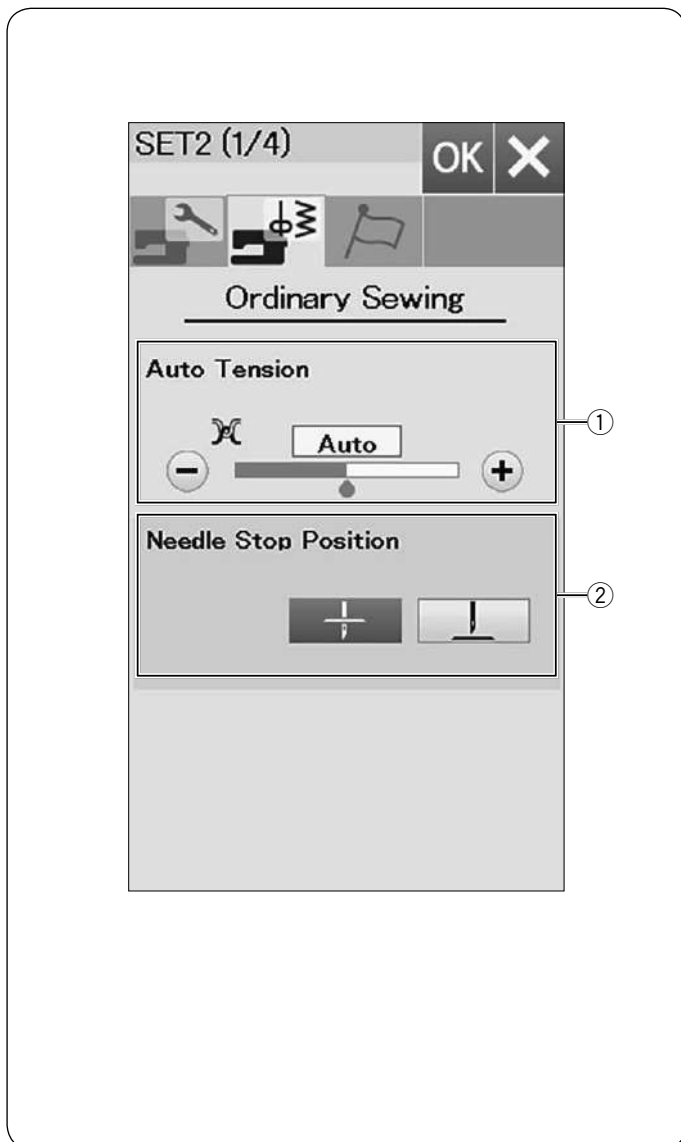 SET2 (1/4)
OK
Ordinary Sewing
Auto Tension
①
Auto
Needle Stop Position
②